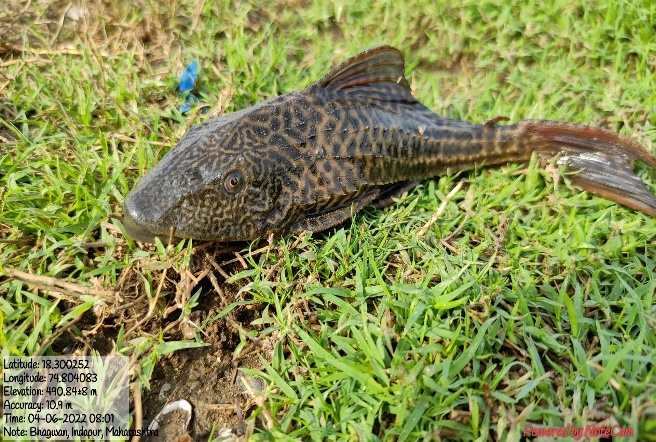 Latitude: 18.300252
Longitude: 74.804083
Elevation: 490.84±8 m
Accuracy: 10.9 m
Time: 04-06-2022 08:01
Note: Bhagwan, Indapur, Maharashtra
Powered by NoteCam